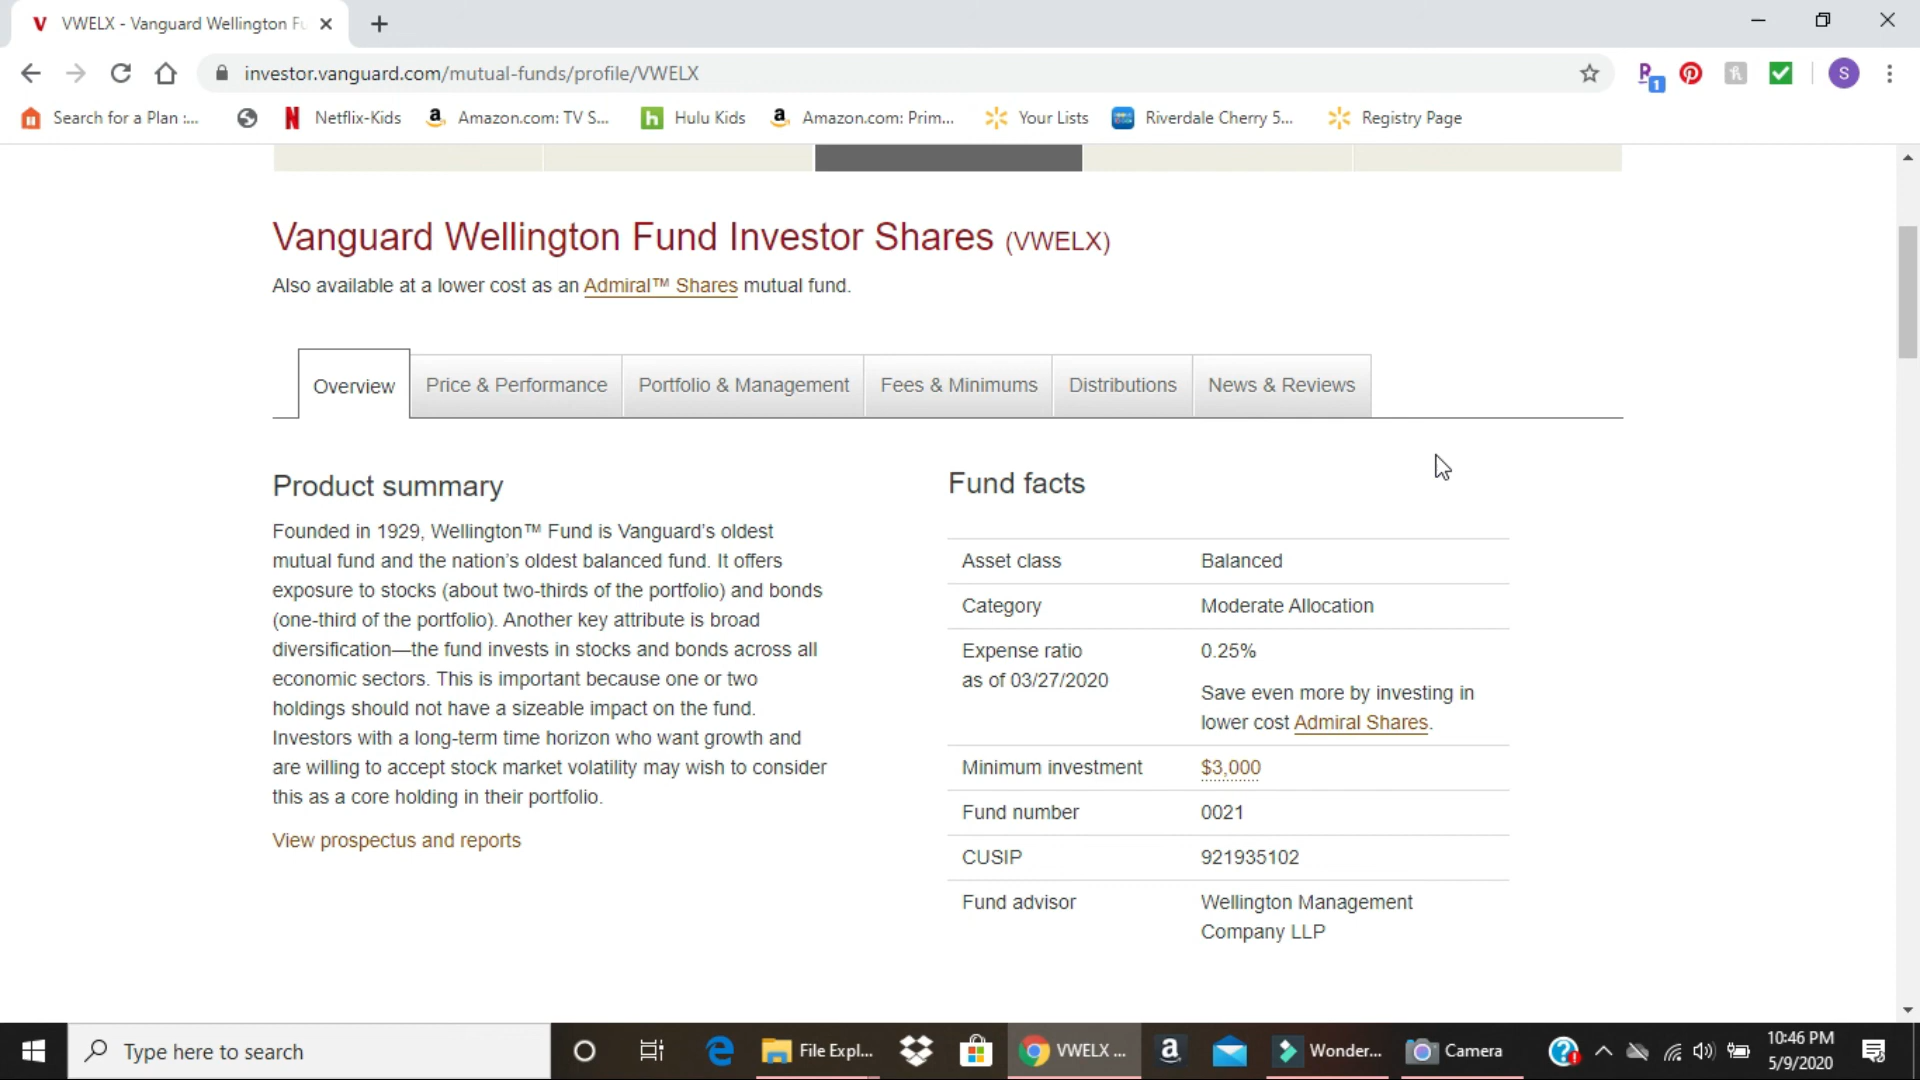 VWELX - Vanguard Wellington Fu
investor.vanguard.com/mutual-funds/profile/VWELX
1
S
Search for a Plan :...
Netflix-Kids
Amazon.com: TV S...
Hulu Kids
Amazon.com: Prim...
Your Lists
Riverdale Cherry 5...
Registry Page
Vanguard Wellington Fund Investor Shares (VWELX)
Also available at a lower cost as an Admiral™ Shares mutual fund.
Overview
Price & Performance
Portfolio & Management
Fees & Minimums
Distributions
News & Reviews
Product summary
Founded in 1929, Wellington™ Fund is Vanguard's oldest
mutual fund and the nation's oldest balanced fund. It offers
exposure to stocks (about two-thirds of the portfolio) and bonds
(one-third of the portfolio). Another key attribute is broad
diversification—the fund invests in stocks and bonds across all
economic sectors. This is important because one or two
holdings should not have a sizeable impact on the fund.
Investors with a long-term time horizon who want growth and
are willing to accept stock market volatility may wish to consider
this as a core holding in their portfolio.
View prospectus and reports
Fund facts
Asset class Balanced
Category Moderate Allocation
Expense ratio 0.25%
as of 03/27/2020
Save even more by investing in
lower cost Admiral Shares.
Minimum investment $3,000
Fund number 0021
CUSIP 921935102
Fund advisor Wellington Management
Company LLP
Type here to search
File Expl...
VWELX ...
Wonder...
Camera
10:46 PM
5/9/2020